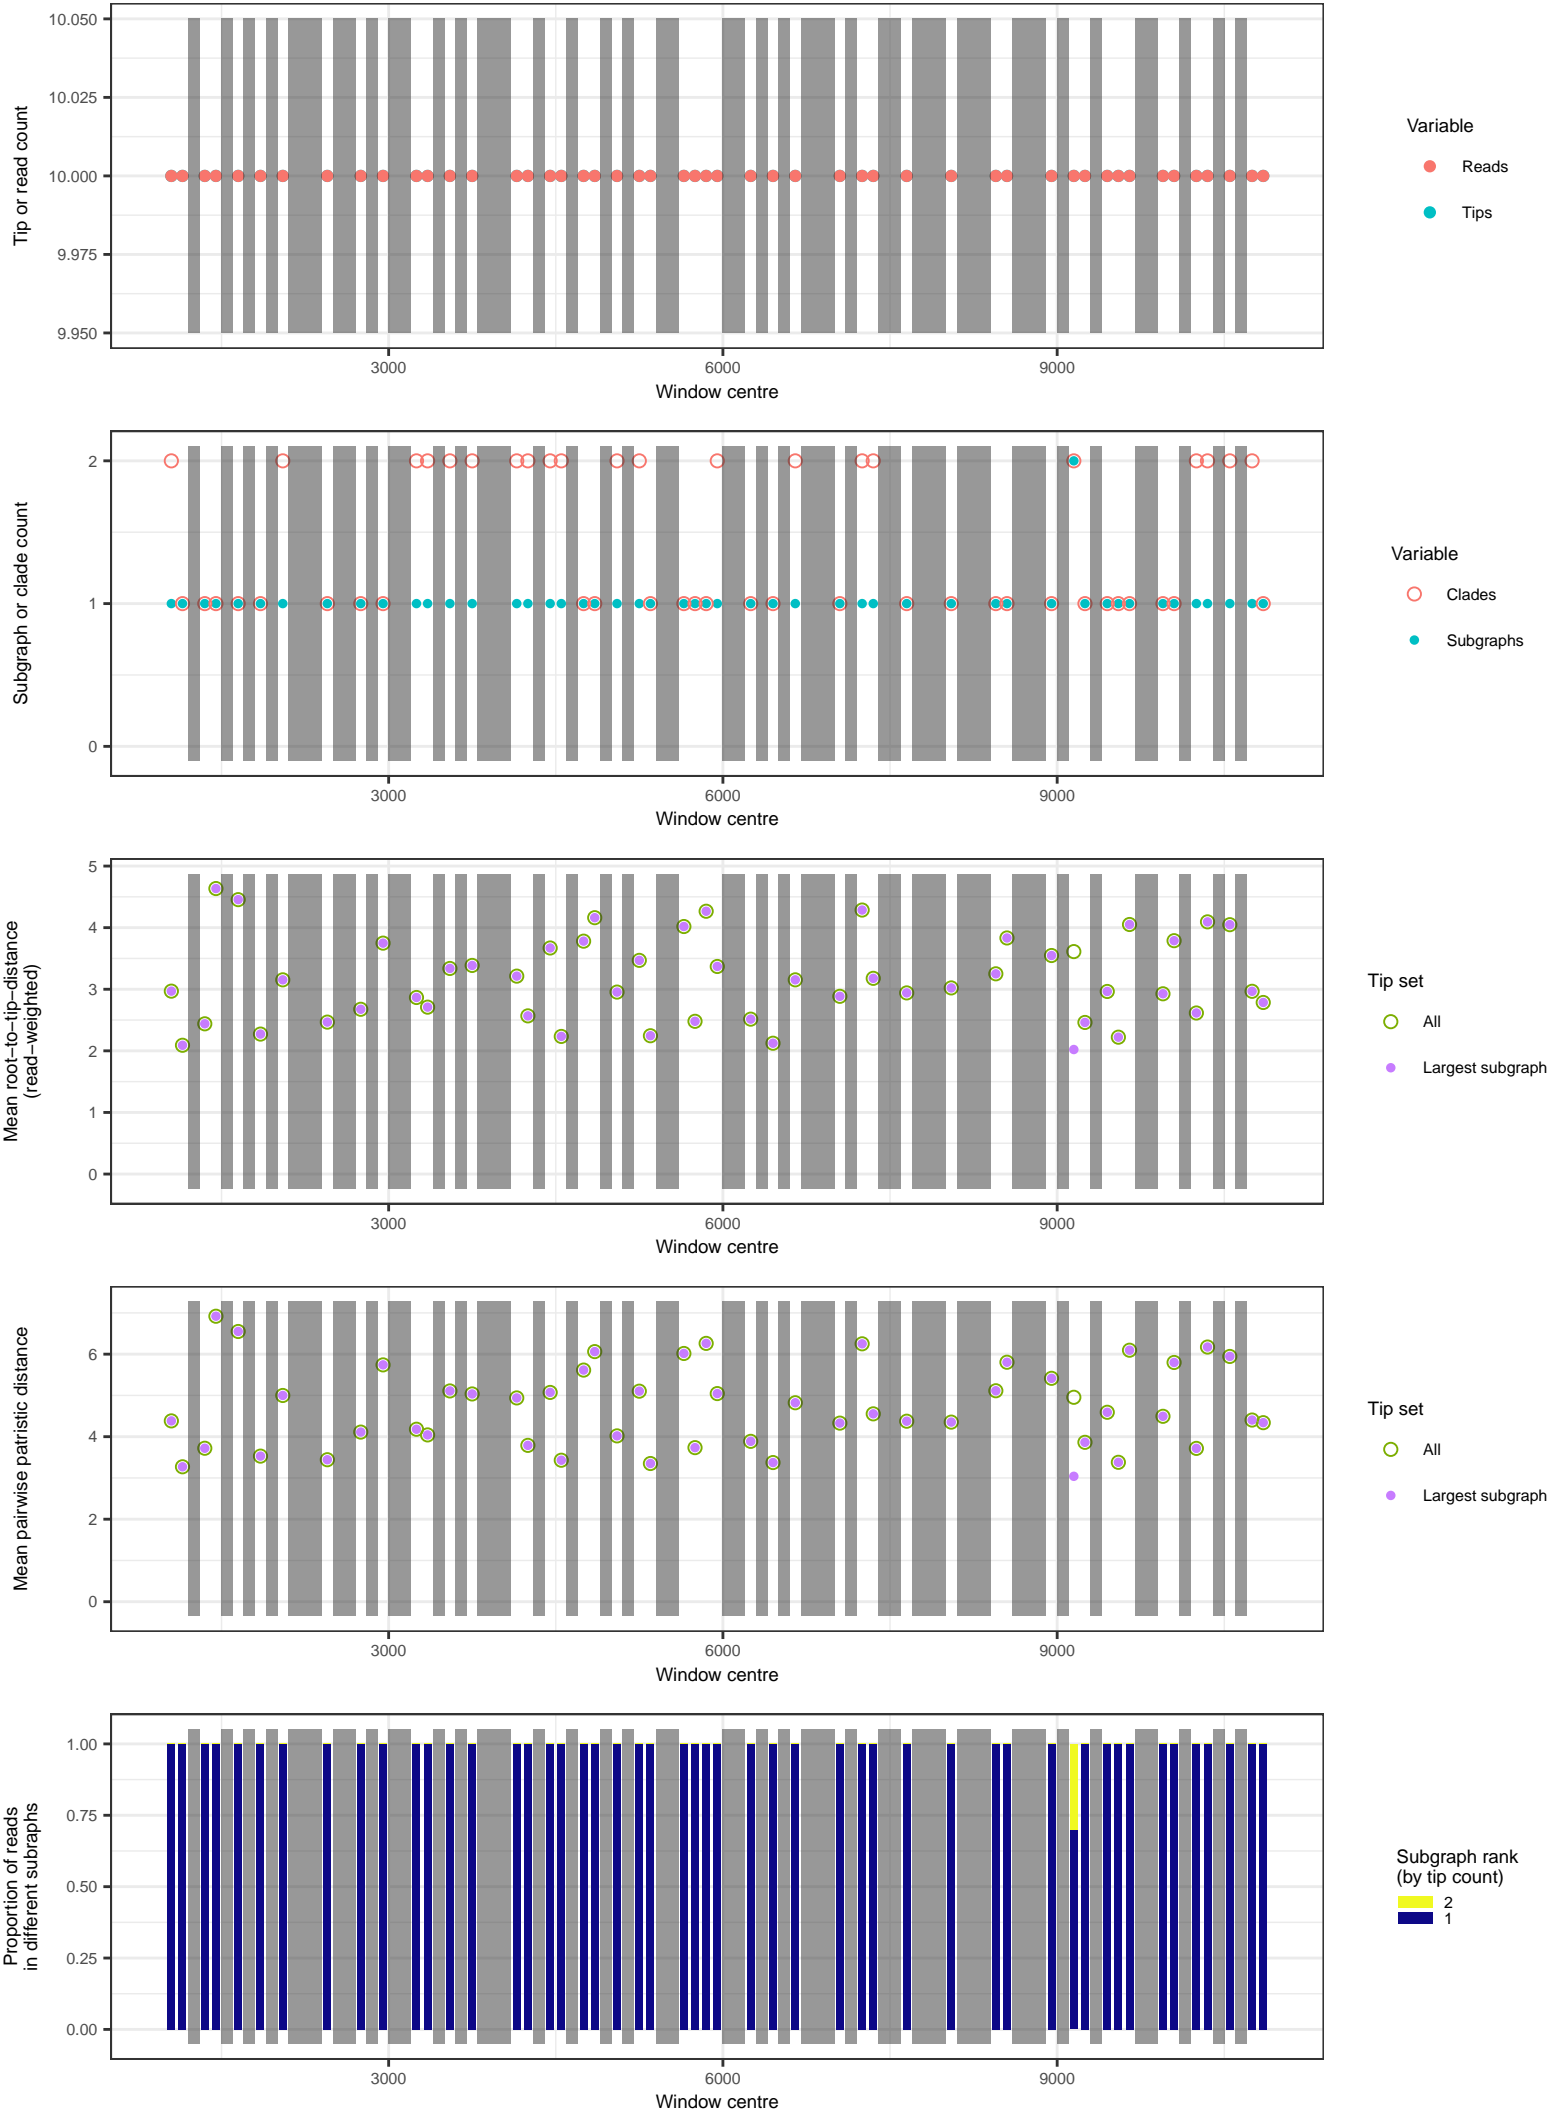 10.050
10.025
10.000
9.975
9.950
Tip or read count
3000 6000 9000
Window centre
Variable
Reads
Tips
2
1
0
Subgraph or clade count
3000 6000 9000
Window centre
Variable
Clades
Subgraphs
5
4
3
2
1
0
Mean root−to−tip−distance
(read−weighted)
3000 6000 9000
Window centre
Tip set
All
Largest subgraph
6
4
2
0
Mean pairwise patristic distance
3000 6000 9000
Window centre
Tip set
All
Largest subgraph
1.00
0.75
0.50
0.25
0.00
Proportion of reads
in different subraphs
3000 6000 9000
Window centre
Subgraph rank
(by tip count)
2
1